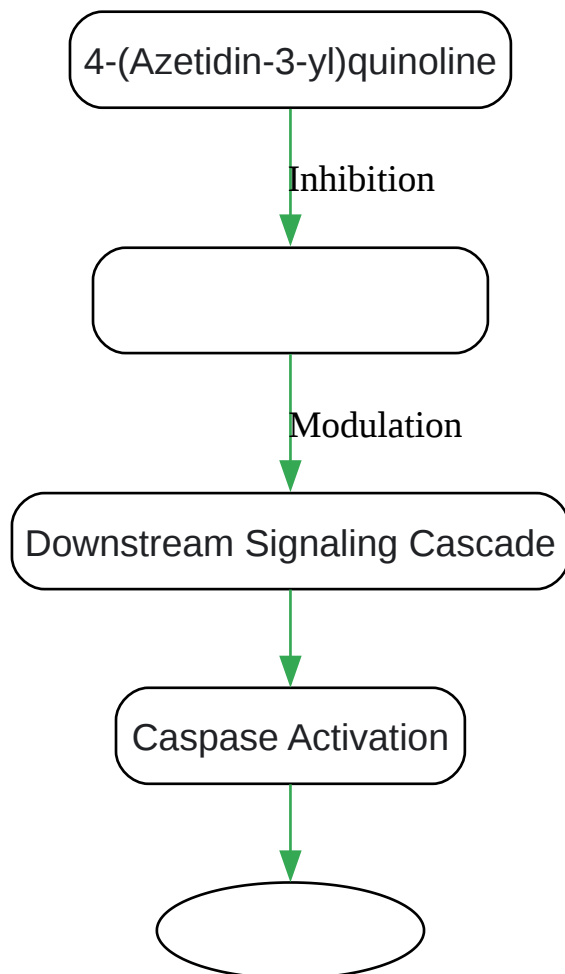 4-(Azetidin-3-yl)quinoline
Inhibition
Modulation
Downstream Signaling Cascade
Caspase Activation